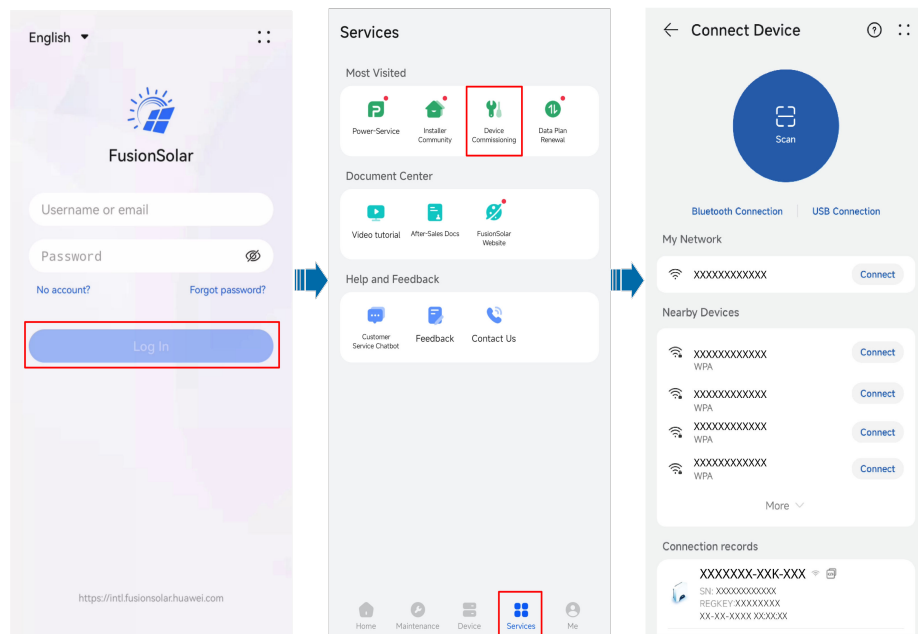 English
FusionSolar
Username or email
Password
No account?
Forgot password?
Log In
https://intl.fusionsolar.huawei.com
Services
Most Visited
Power-Service
Installer
Community
Device
Commissioning
Data Plan
Renewal
Document Center
Video tutorial
After-Sales Docs
FusionSolar
Website
Help and Feedback
Customer
Service Chatbot
Feedback
Contact Us
Home
Maintenance
Device
Services
Me
Connect Device
Scan
Bluetooth Connection
USB Connection
My Network
XXXXXXXXXXXX
Connect
Nearby Devices
XXXXXXXXXXXX
WPA
Connect
XXXXXXXXXXXX
WPA
Connect
XXXXXXXXXXXX
WPA
Connect
XXXXXXXXXXXX
WPA
Connect
More
Connection records
XXXXXXX-XXK-XXX
SN: XXXXXXXXXXXX
REGKEY:XXXXXXXX
XX-XX-XXXX XX:XX:XX